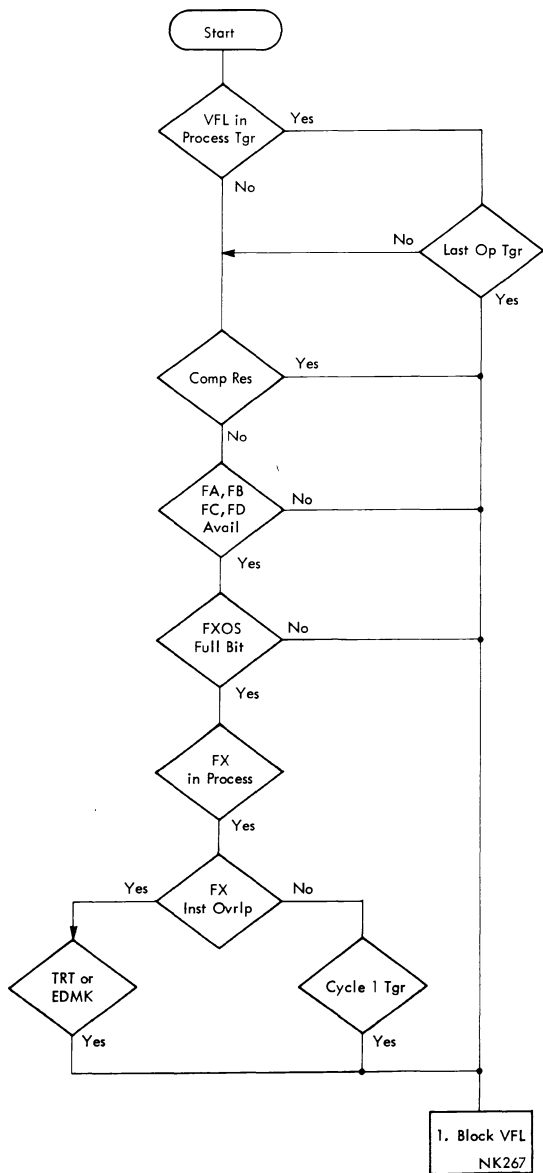 Start
VFL in
Process Tgr
Yes
No
No
Last Op Tgr
Yes
Comp Res
Yes
No
FA, FB
FC, FD
Avail
No
Yes
FXOS
Full Bit
No
Yes
FX
in Process
Yes
Yes
FX
Inst Ovrlp
No
TRT or
EDMK
Yes
Cycle 1 Tgr
Yes
1. Block VFL
NK267